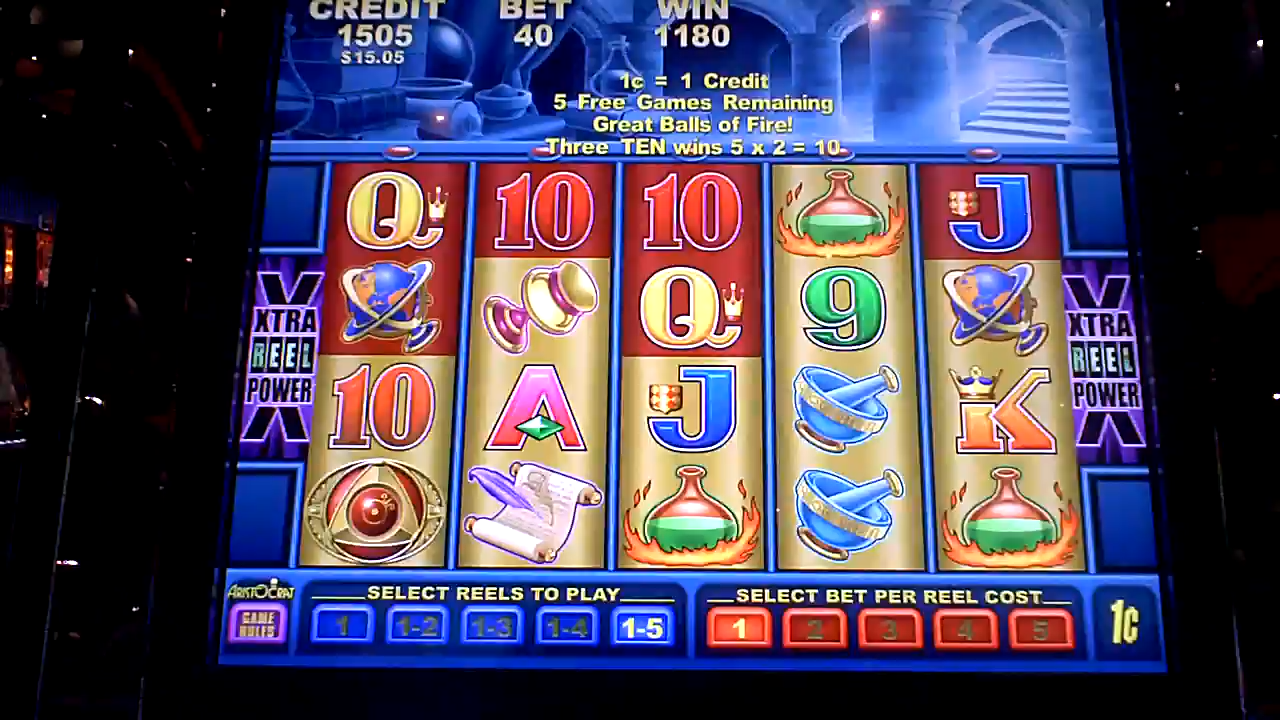 CREDIT BET WIN
1505 40 1180
$15.05
1c = 1 Credit
5 Free Games Remaining
Great Balls of Fire!
Three TEN wins 5 x 2 = 10
Q 10 10 J
Q 9
10 A J K
XTRA REEL POWER
XTRA REEL POWER
ARISTOCRAT
GAME RULES
SELECT REELS TO PLAY
1 1-2 1-3 1-4 1-5
SELECT BET PER REEL COST
1 2 3 4 5
1c